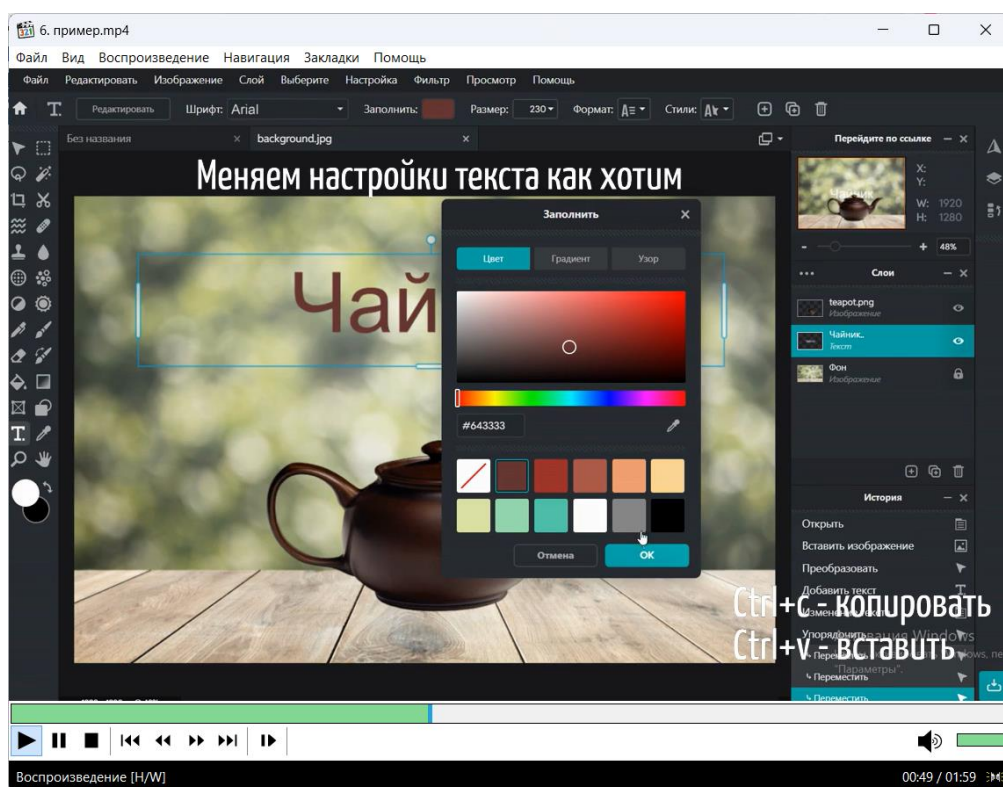 6. пример.mp4
Файл Вид Воспроизведение Навигация Закладки Помощь
Файл Редактировать Изображение Слой Выберите Настройка Фильтр Просмотр Помощь
T. Редактировать Шрифт: Arial Заполнить: Размер: 230 Формат: Стили:
Без названия × background.jpg ×
Меняем настройки текста как хотим
Перейдите по ссылке
Чайник
X:
Y:
W: 1920
H: 1280
- + 48%
Заполнить
Цвет Градиент Узор
Чай
#643333
Отмена OK
Слои
teapot.png
Изображение
Чайник..
Текст
Фон
Изображение
История
Открыть
Вставить изображение
Преобразовать
Добавить текст
Упорядочить
Переместить
Переместить
"Параметры".
Ctrl+c - копировать
Ctrl+v - вставить
Воспроизведение [H/W]
00:49 / 01:59